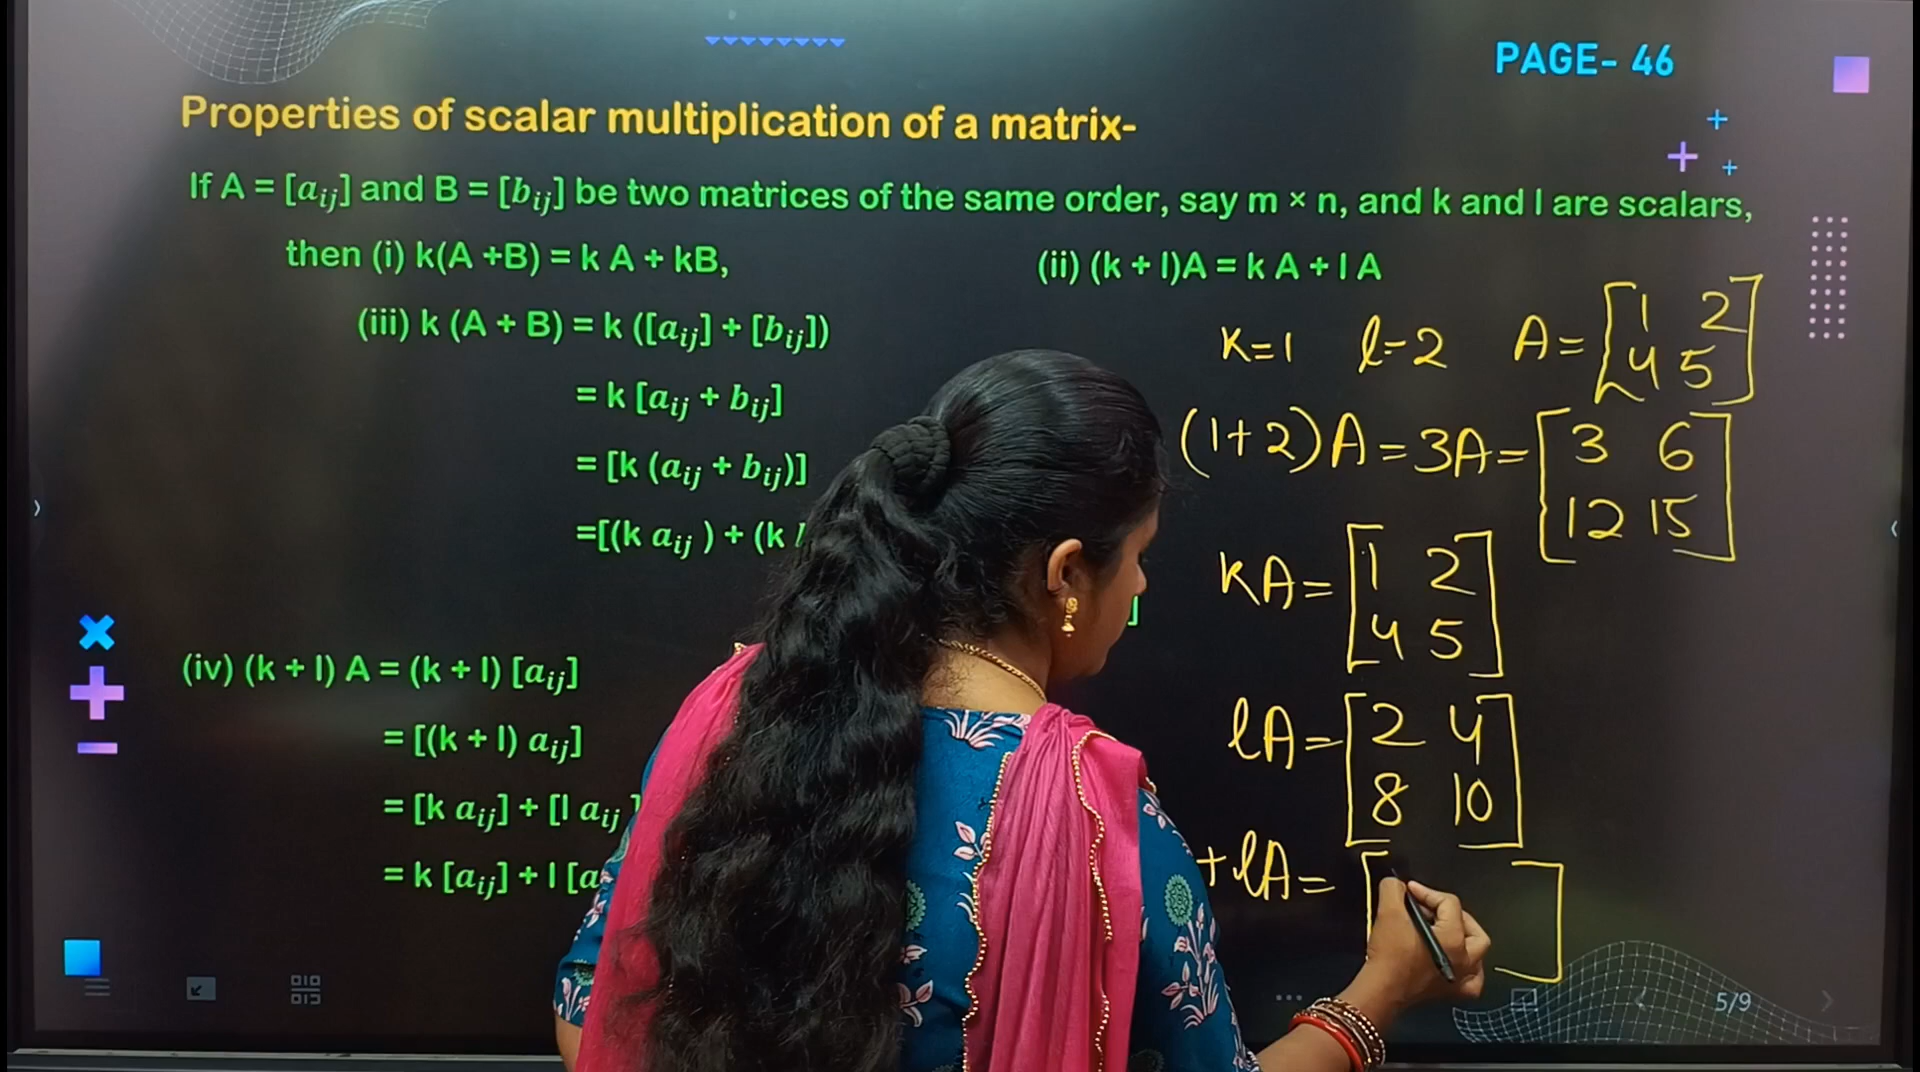 PAGE- 46
Properties of scalar multiplication of a matrix-
If A = [aᵢⱼ] and B = [bᵢⱼ] be two matrices of the same order, say m × n, and k and l are scalars,
then (i) k(A +B) = k A + kB, (ii) (k + l)A = k A + l A
(iii) k (A + B) = k ([aᵢⱼ] + [bᵢⱼ])
= k [aᵢⱼ + bᵢⱼ]
= [k (aᵢⱼ + bᵢⱼ)]
=[(k aᵢⱼ ) + (k
]
(iv) (k + l) A = (k + l) [aᵢⱼ]
= [(k + l) aᵢⱼ]
= [k aᵢⱼ] + [l aᵢⱼ ]
= k [aᵢⱼ] + l [a
K=1 l=2 A= [1 2
4 5]
(1+2)A = 3A = [3 6
12 15]
KA = [1 2
4 5]
lA = [2 4
8 10]
+lA = [ ]
5/9